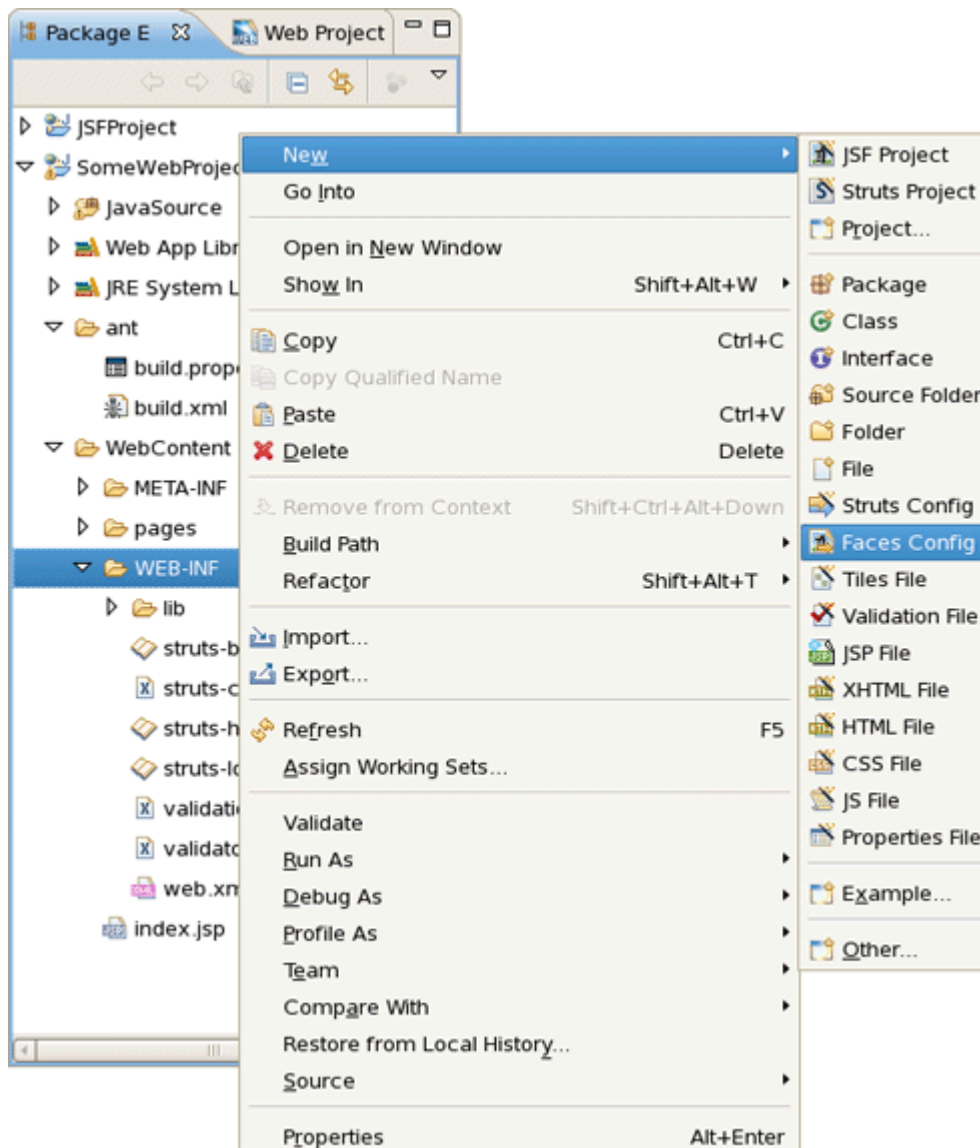 Package E
Web Project
JSFProject
SomeWebProjec
JavaSource
Web App Libr
JRE System L
ant
build.prope
build.xml
WebContent
META-INF
pages
WEB-INF
lib
struts-b
struts-c
struts-h
struts-lo
validati
validato
web.xm
index.jsp
New
Go Into
Open in New Window
Show In Shift+Alt+W
Copy Ctrl+C
Copy Qualified Name
Paste Ctrl+V
Delete Delete
Remove from Context Shift+Ctrl+Alt+Down
Build Path
Refactor Shift+Alt+T
Import...
Export...
Refresh F5
Assign Working Sets...
Validate
Run As
Debug As
Profile As
Team
Compare With
Restore from Local History...
Source
Properties Alt+Enter
JSF Project
Struts Project
Project...
Package
Class
Interface
Source Folder
Folder
File
Struts Config
Faces Config
Tiles File
Validation File
JSP File
XHTML File
HTML File
CSS File
JS File
Properties File
Example...
Other...